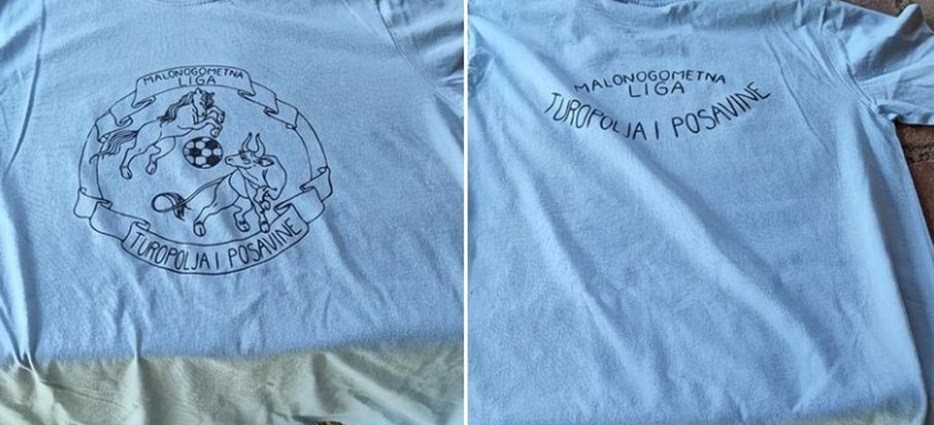 MALONOGOMETNA
LIGA
TUROPOLJA I POSAVINE
MALONOGOMETNA
LIGA
TUROPOLJA I POSAVINE